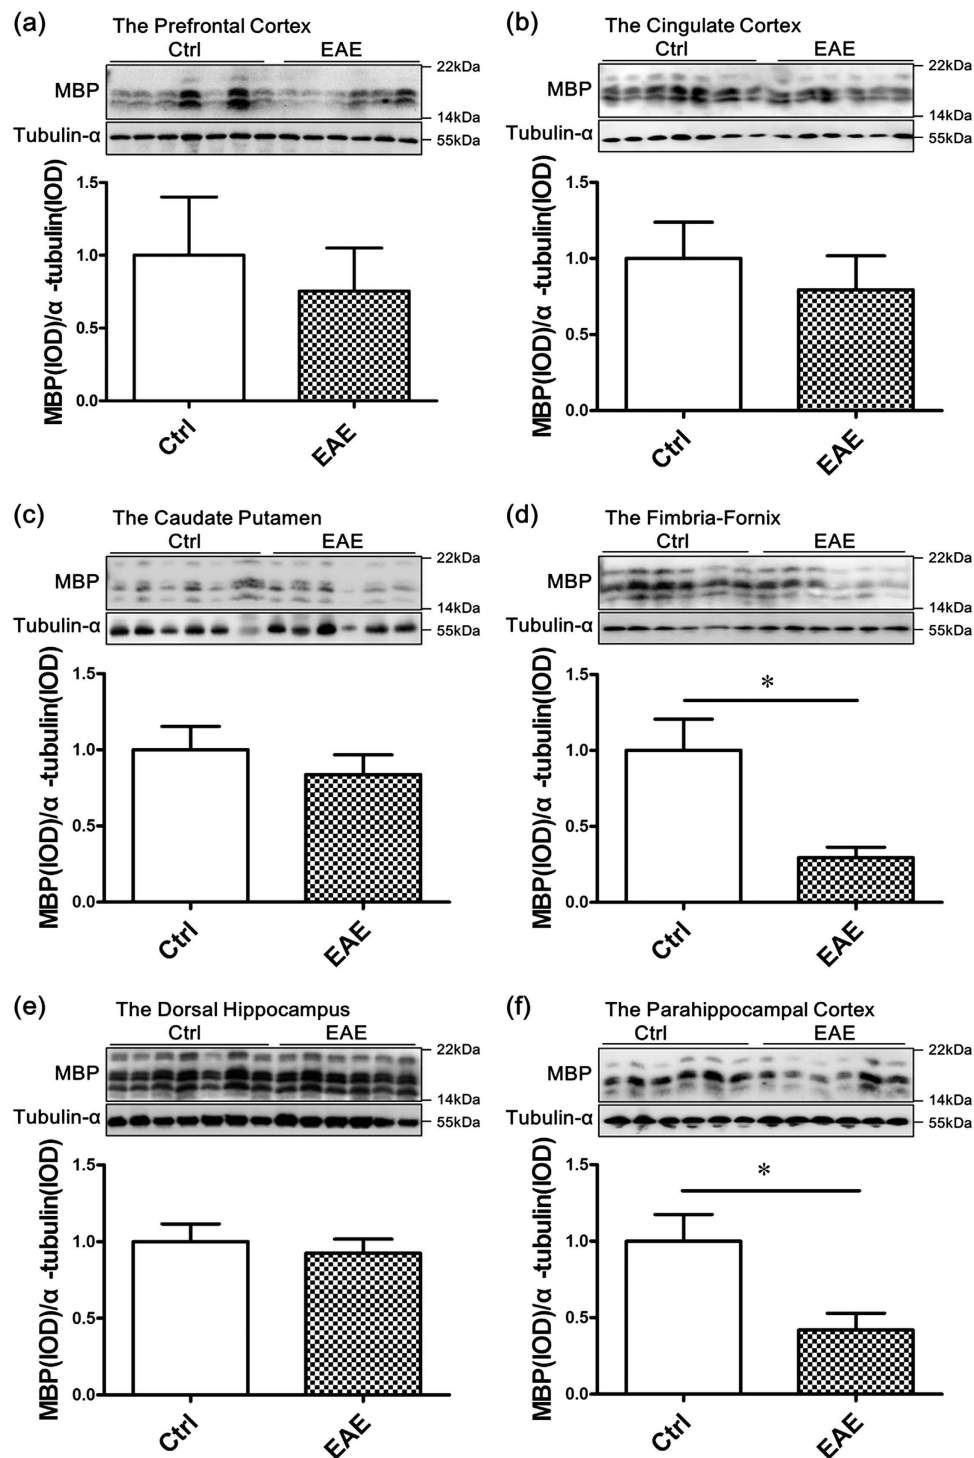 (a) The Prefrontal Cortex
Ctrl EAE
22kDa
MBP
14kDa
Tubulin-α
55kDa
MBP(IOD)/α -tubulin(IOD)
1.5
1.0
0.5
0.0
Ctrl EAE
(b) The Cingulate Cortex
Ctrl EAE
22kDa
MBP
14kDa
Tubulin-α
55kDa
MBP(IOD)/α -tubulin(IOD)
1.5
1.0
0.5
0.0
Ctrl EAE
(c) The Caudate Putamen
Ctrl EAE
22kDa
MBP
14kDa
Tubulin-α
55kDa
MBP(IOD)/α -tubulin(IOD)
1.5
1.0
0.5
0.0
Ctrl EAE
(d) The Fimbria-Fornix
Ctrl EAE
22kDa
MBP
14kDa
Tubulin-α
55kDa
MBP(IOD)/α -tubulin(IOD)
1.5
*
1.0
0.5
0.0
Ctrl EAE
(e) The Dorsal Hippocampus
Ctrl EAE
22kDa
MBP
14kDa
Tubulin-α
55kDa
MBP(IOD)/α -tubulin(IOD)
1.5
1.0
0.5
0.0
Ctrl EAE
(f) The Parahippocampal Cortex
Ctrl EAE
22kDa
MBP
14kDa
Tubulin-α
55kDa
MBP(IOD)/α -tubulin(IOD)
1.5
*
1.0
0.5
0.0
Ctrl EAE